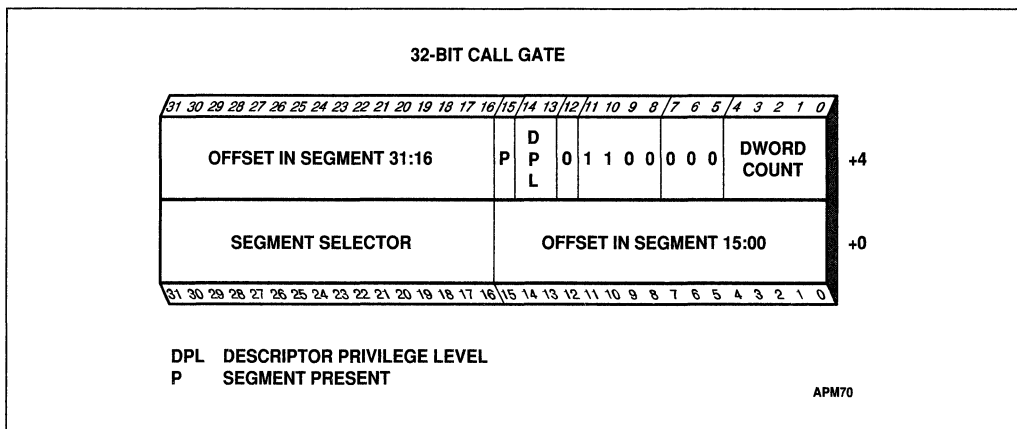 32-BIT CALL GATE
31 30 29 28 27 26 25 24 23 22 21 20 19 18 17 16 15 14 13 12 11 10 9 8 7 6 5 4 3 2 1 0
OFFSET IN SEGMENT 31:16
P
D
P
L
0
1 1 0 0
0 0 0
DWORD
COUNT
+4
SEGMENT SELECTOR
OFFSET IN SEGMENT 15:00
+0
31 30 29 28 27 26 25 24 23 22 21 20 19 18 17 16 15 14 13 12 11 10 9 8 7 6 5 4 3 2 1 0
DPL DESCRIPTOR PRIVILEGE LEVEL
P SEGMENT PRESENT
APM70